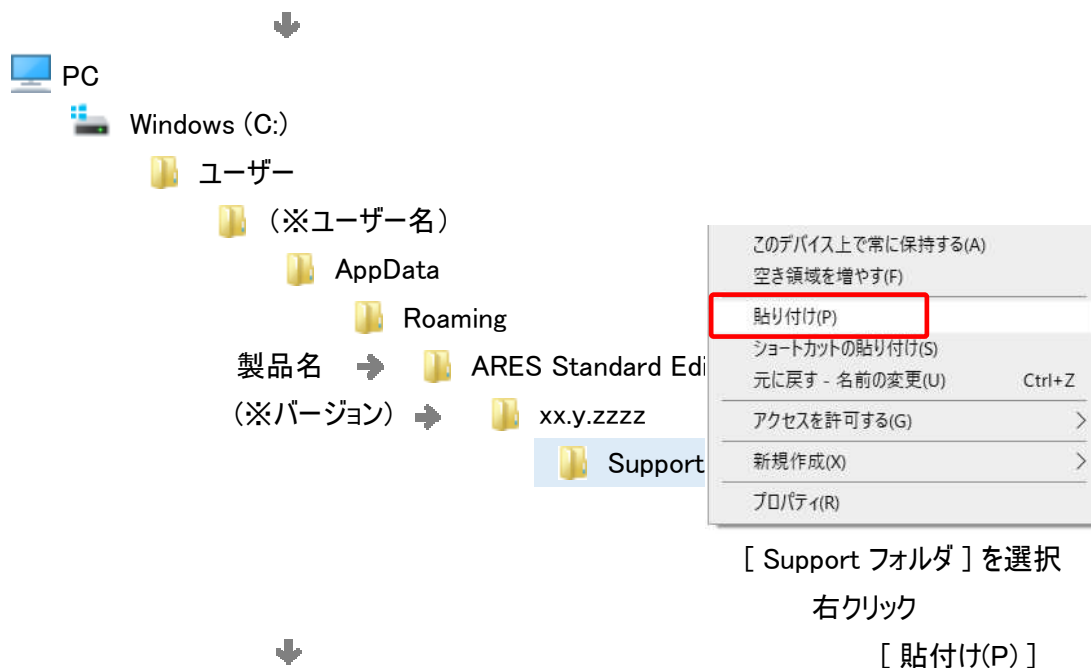 PC
Windows (C:)
ユーザー
(※ユーザー名)
AppData
Roaming
製品名 ARES Standard Edi
(※バージョン) xx.y.zzzz
Support
このデバイス上で常に保持する(A)
空き領域を増やす(F)
貼り付け(P)
ショートカットの貼り付け(S)
元に戻す - 名前の変更(U) Ctrl+Z
アクセスを許可する(G)
新規作成(X)
プロパティ(R)
[ Support フォルダ ] を選択
右クリック
[ 貼付け(P) ]